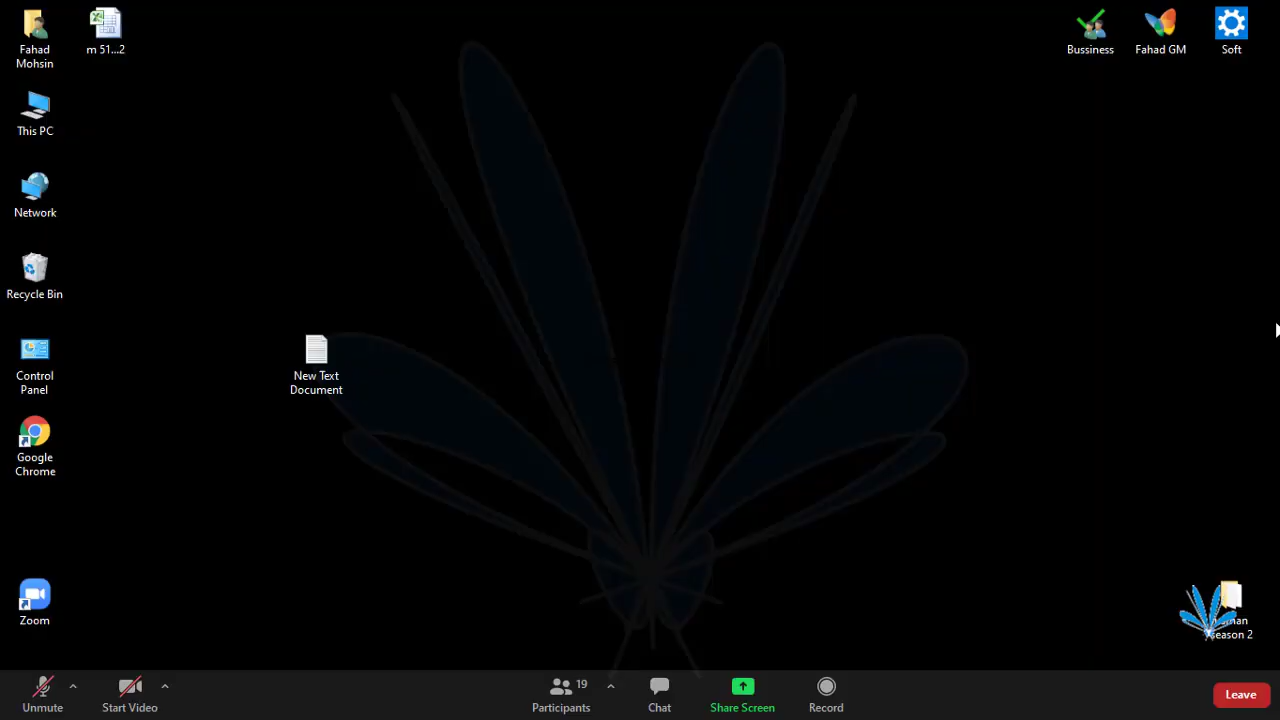 Fahad
Mohsin
m 51...2
Bussiness
Fahad GM
Soft
This PC
Network
Recycle Bin
Control
Panel
New Text
Document
Google
Chrome
Zoom
eason 2
Unmute
Start Video
19
Participants
Chat
Share Screen
Record
Leave